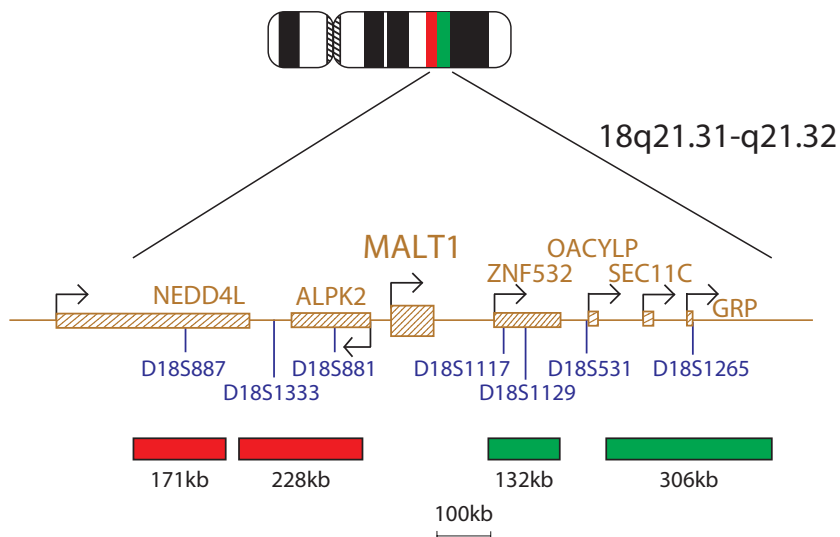 18q21.31-q21.32
MALT1
OACYLP
ZNF532
SEC11C
NEDD4L
ALPK2
GRP
D18S887
D18S881
D18S1117
D18S531
D18S1265
D18S1333
D18S1129
171kb
228kb
132kb
306kb
100kb